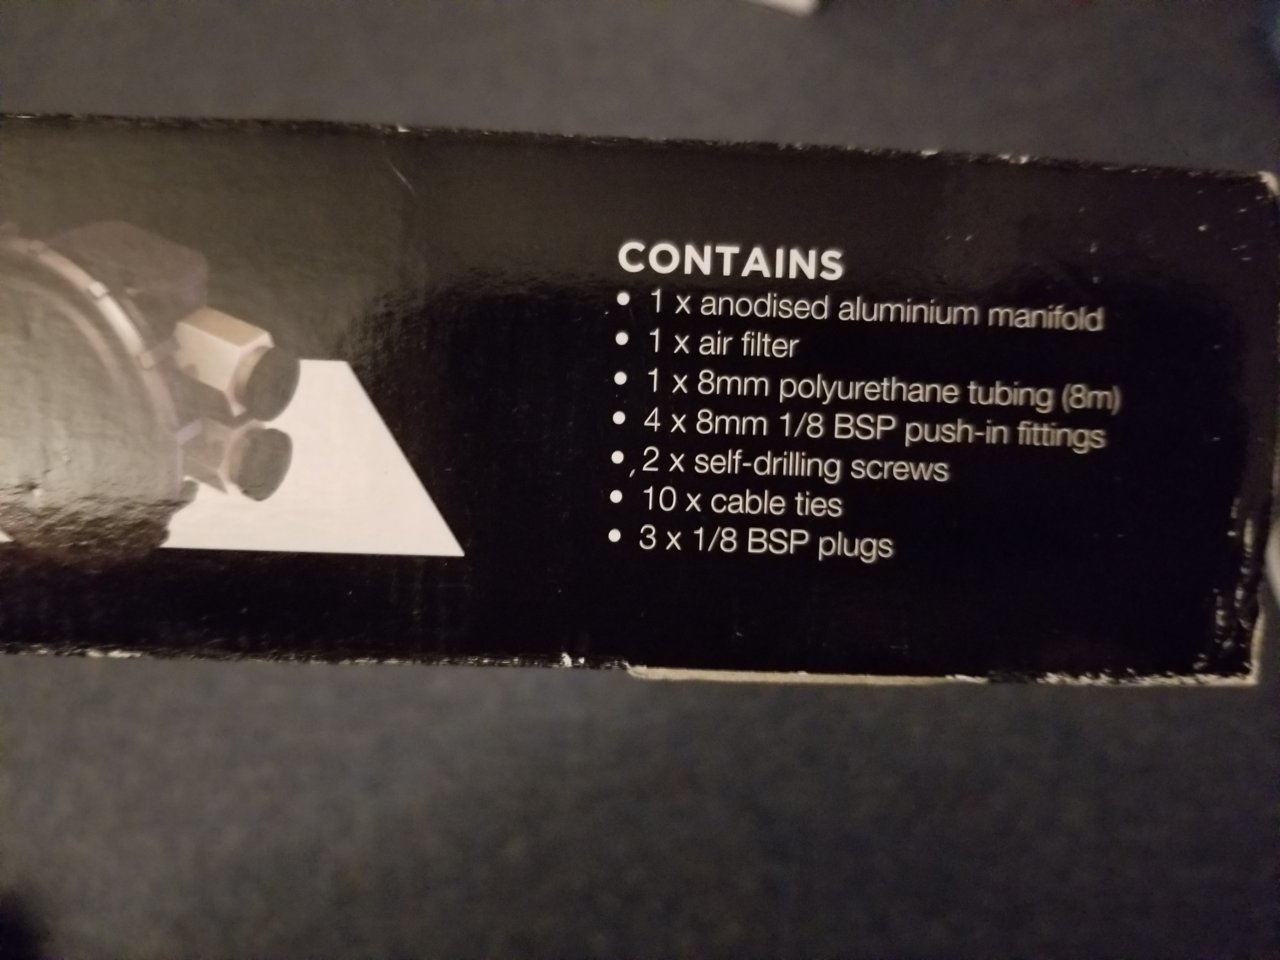 CONTAINS
• 1 x anodised aluminium manifold
• 1 x air filter
• 1 x 8mm polyurethane tubing (8m)
• 4 x 8mm 1/8 BSP push-in fittings
• 2 x self-drilling screws
• 10 x cable ties
• 3 x 1/8 BSP plugs